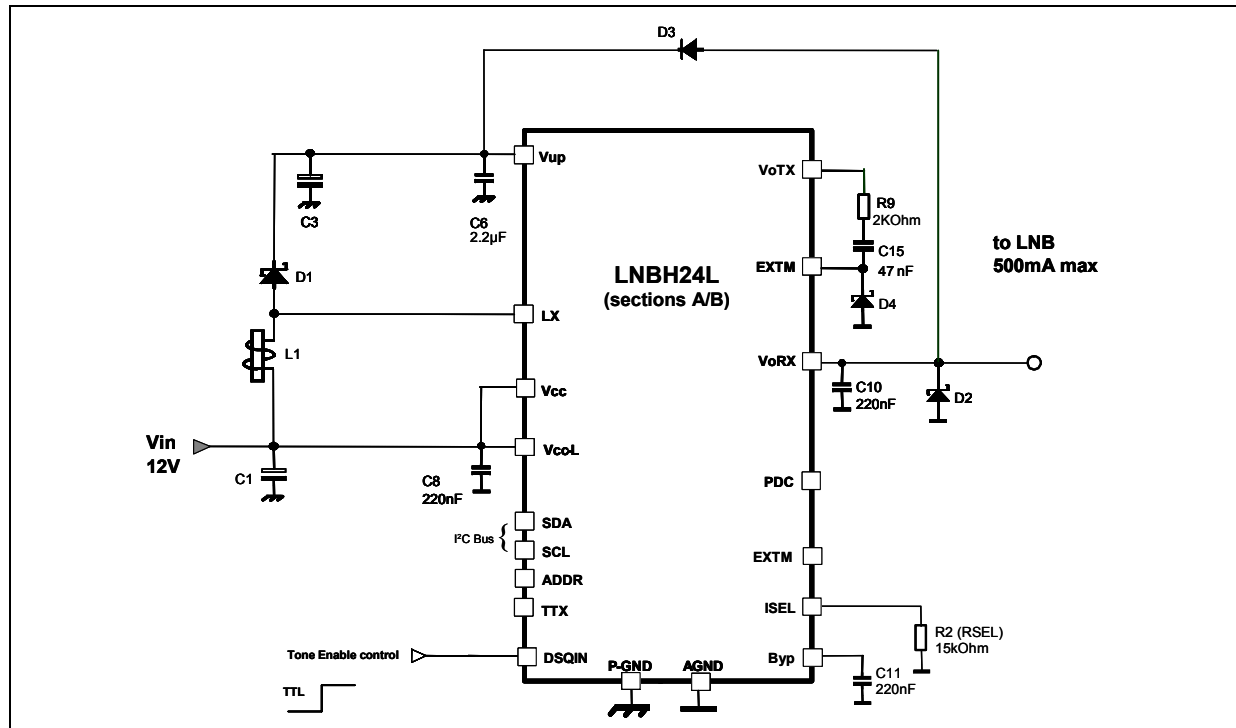 D3
Vup
VoTX
C3
C6
2.2µF
R9
2KOhm
C15
47 nF
to LNB
500mA max
D1
LNBH24L
(sections A/B)
EXTM
D4
LX
L1
VoRX
C10
220nF
D2
Vcc
Vin
12V
Vcc-L
C1
C8
220nF
PDC
SDA
I²C Bus {
SCL
EXTM
ADDR
TTX
ISEL
R2 (RSEL)
15kOhm
Tone Enable control
DSQIN
P-GND
AGND
Byp
C11
220nF
TTL